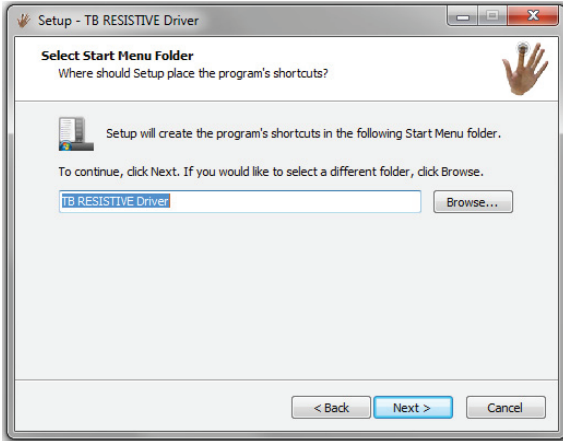 Setup - TB RESISTIVE Driver
Select Start Menu Folder
Where should Setup place the program's shortcuts?
Setup will create the program's shortcuts in the following Start Menu folder.
To continue, click Next. If you would like to select a different folder, click Browse.
TB RESISTIVE Driver
Browse...
< Back
Next >
Cancel